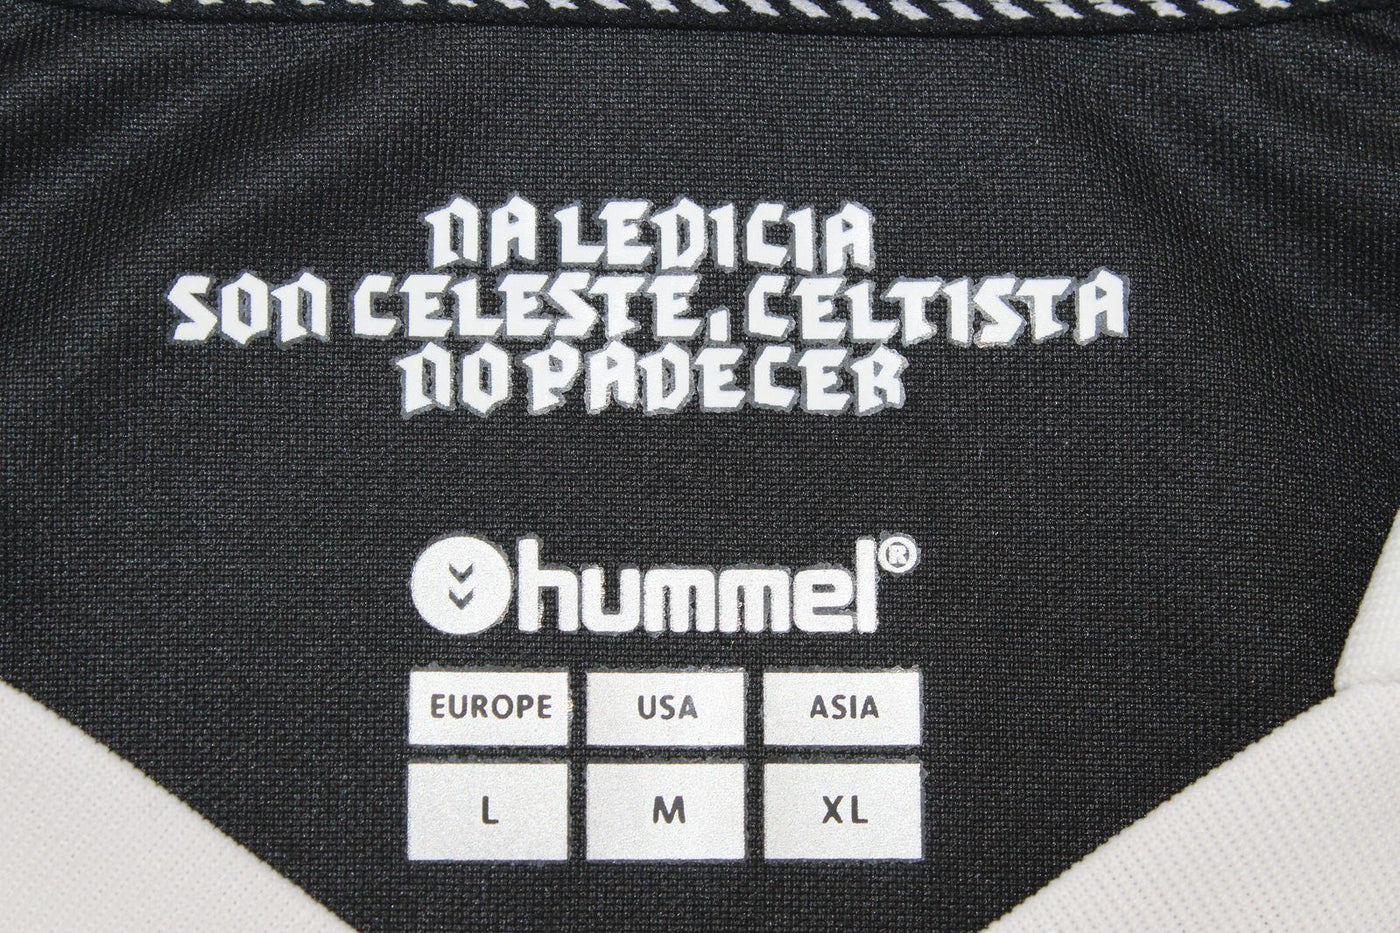 NA LEDICIA
SON CELESTE, CELTISTA
NO PADECER
hummel®
EUROPE USA ASIA
L M XL